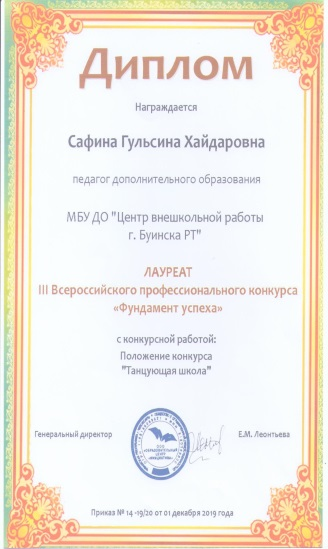 Диплом
Награждается
Сафина Гульсина Хайдаровна
педагог дополнительного образования
МБУ ДО "Центр внешкольной работы
г. Буинска РТ"
ЛАУРЕАТ
III Всероссийского профессионального конкурса
«Фундамент успеха»
с конкурсной работой:
Положение конкурса
"Танцующая школа"
Генеральный директор
Е.М. Леонтьева
Приказ № 14 -19/20 от 01 декабря 2019 года